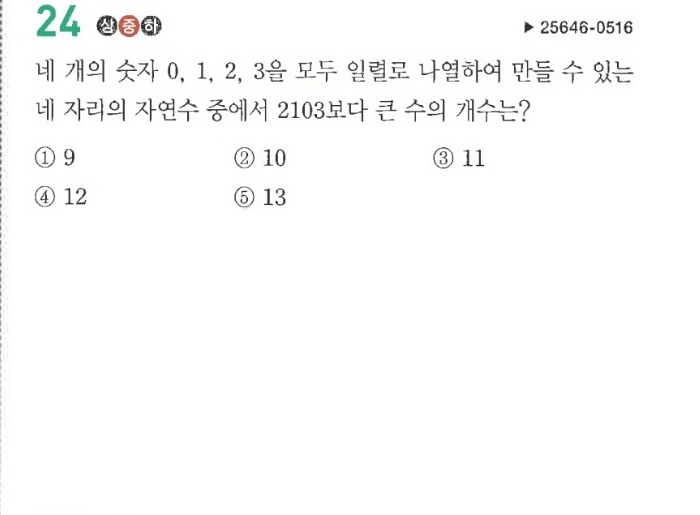 24 상중하 ▶ 25646-0516
네 개의 숫자 0, 1, 2, 3을 모두 일렬로 나열하여 만들 수 있는
네 자리의 자연수 중에서 2103보다 큰 수의 개수는?
① 9 ② 10 ③ 11
④ 12 ⑤ 13